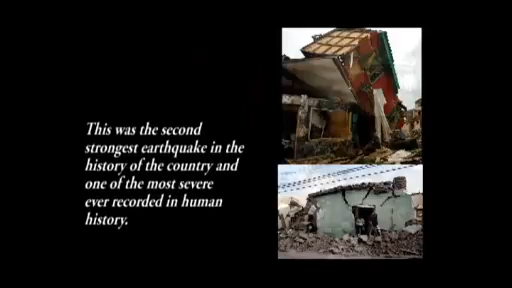 This was the second
strongest earthquake in the
history of the country and
one of the most severe
ever recorded in human
history.